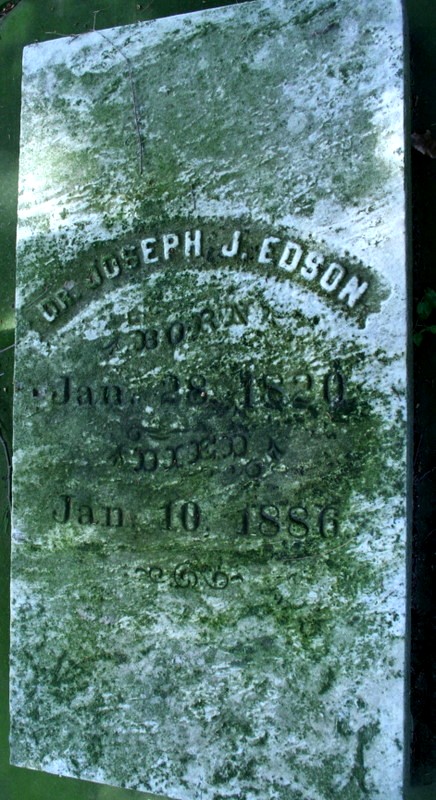 DR. JOSEPH J. EDSON
BORN
Jan. 28, 1820
DIED
Jan. 10, 1886